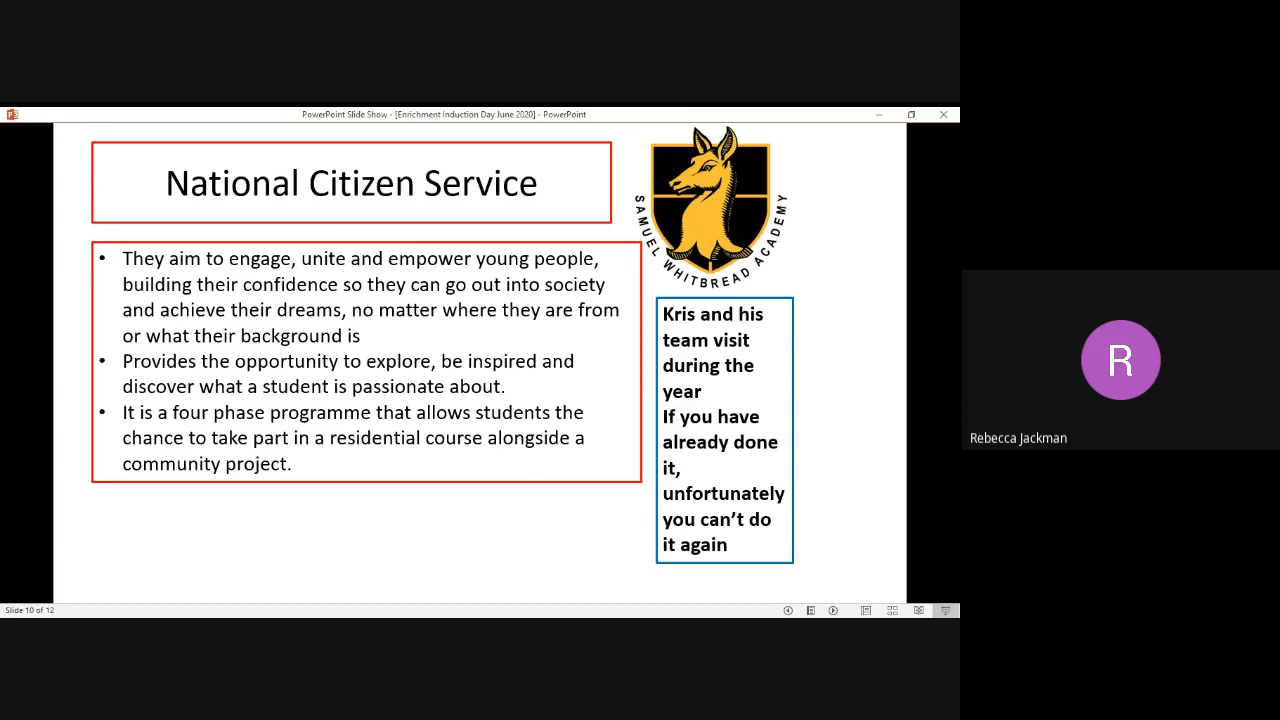 PowerPoint Slide Show - [Enrichment Induction Day June 2020] - PowerPoint
National Citizen Service
SAMUEL WHITBREAD ACADEMY
• They aim to engage, unite and empower young people,
building their confidence so they can go out into society
and achieve their dreams, no matter where they are from
or what their background is
• Provides the opportunity to explore, be inspired and
discover what a student is passionate about.
• It is a four phase programme that allows students the
chance to take part in a residential course alongside a
community project.
Kris and his
team visit
during the
year
If you have
already done
it,
unfortunately
you can’t do
it again
R
Rebecca Jackman
Slide 10 of 12